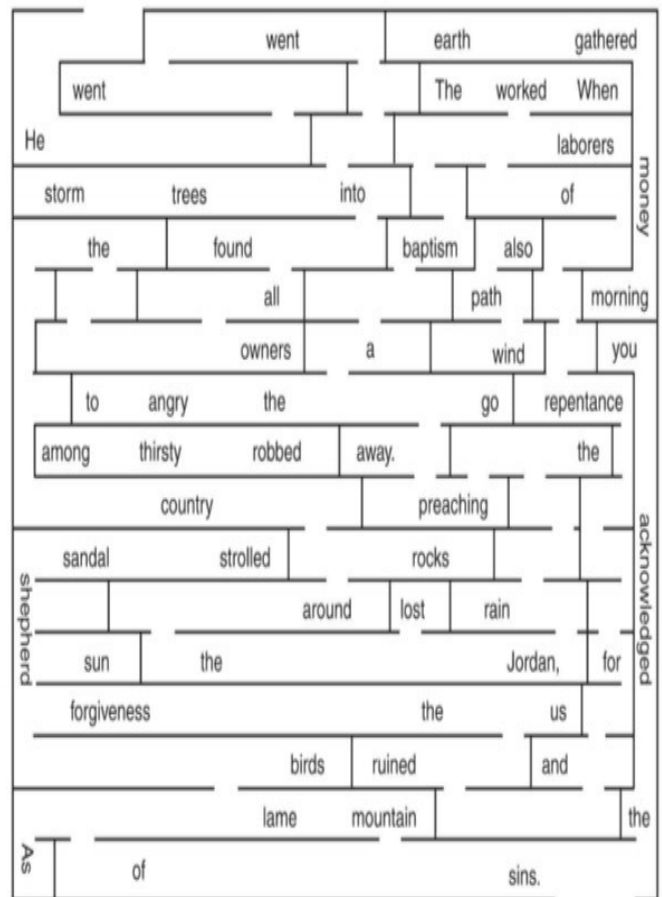 went earth gathered
went The worked When
He laborers
money
storm trees into of
the found baptism also
all path morning
owners a wind you
to angry the go repentance
among thirsty robbed away. the
country preaching
acknowledged
sandal strolled rocks
shepherd
around lost rain
sun the Jordan, for
forgiveness the us
birds ruined and
lame mountain the
As
of sins.